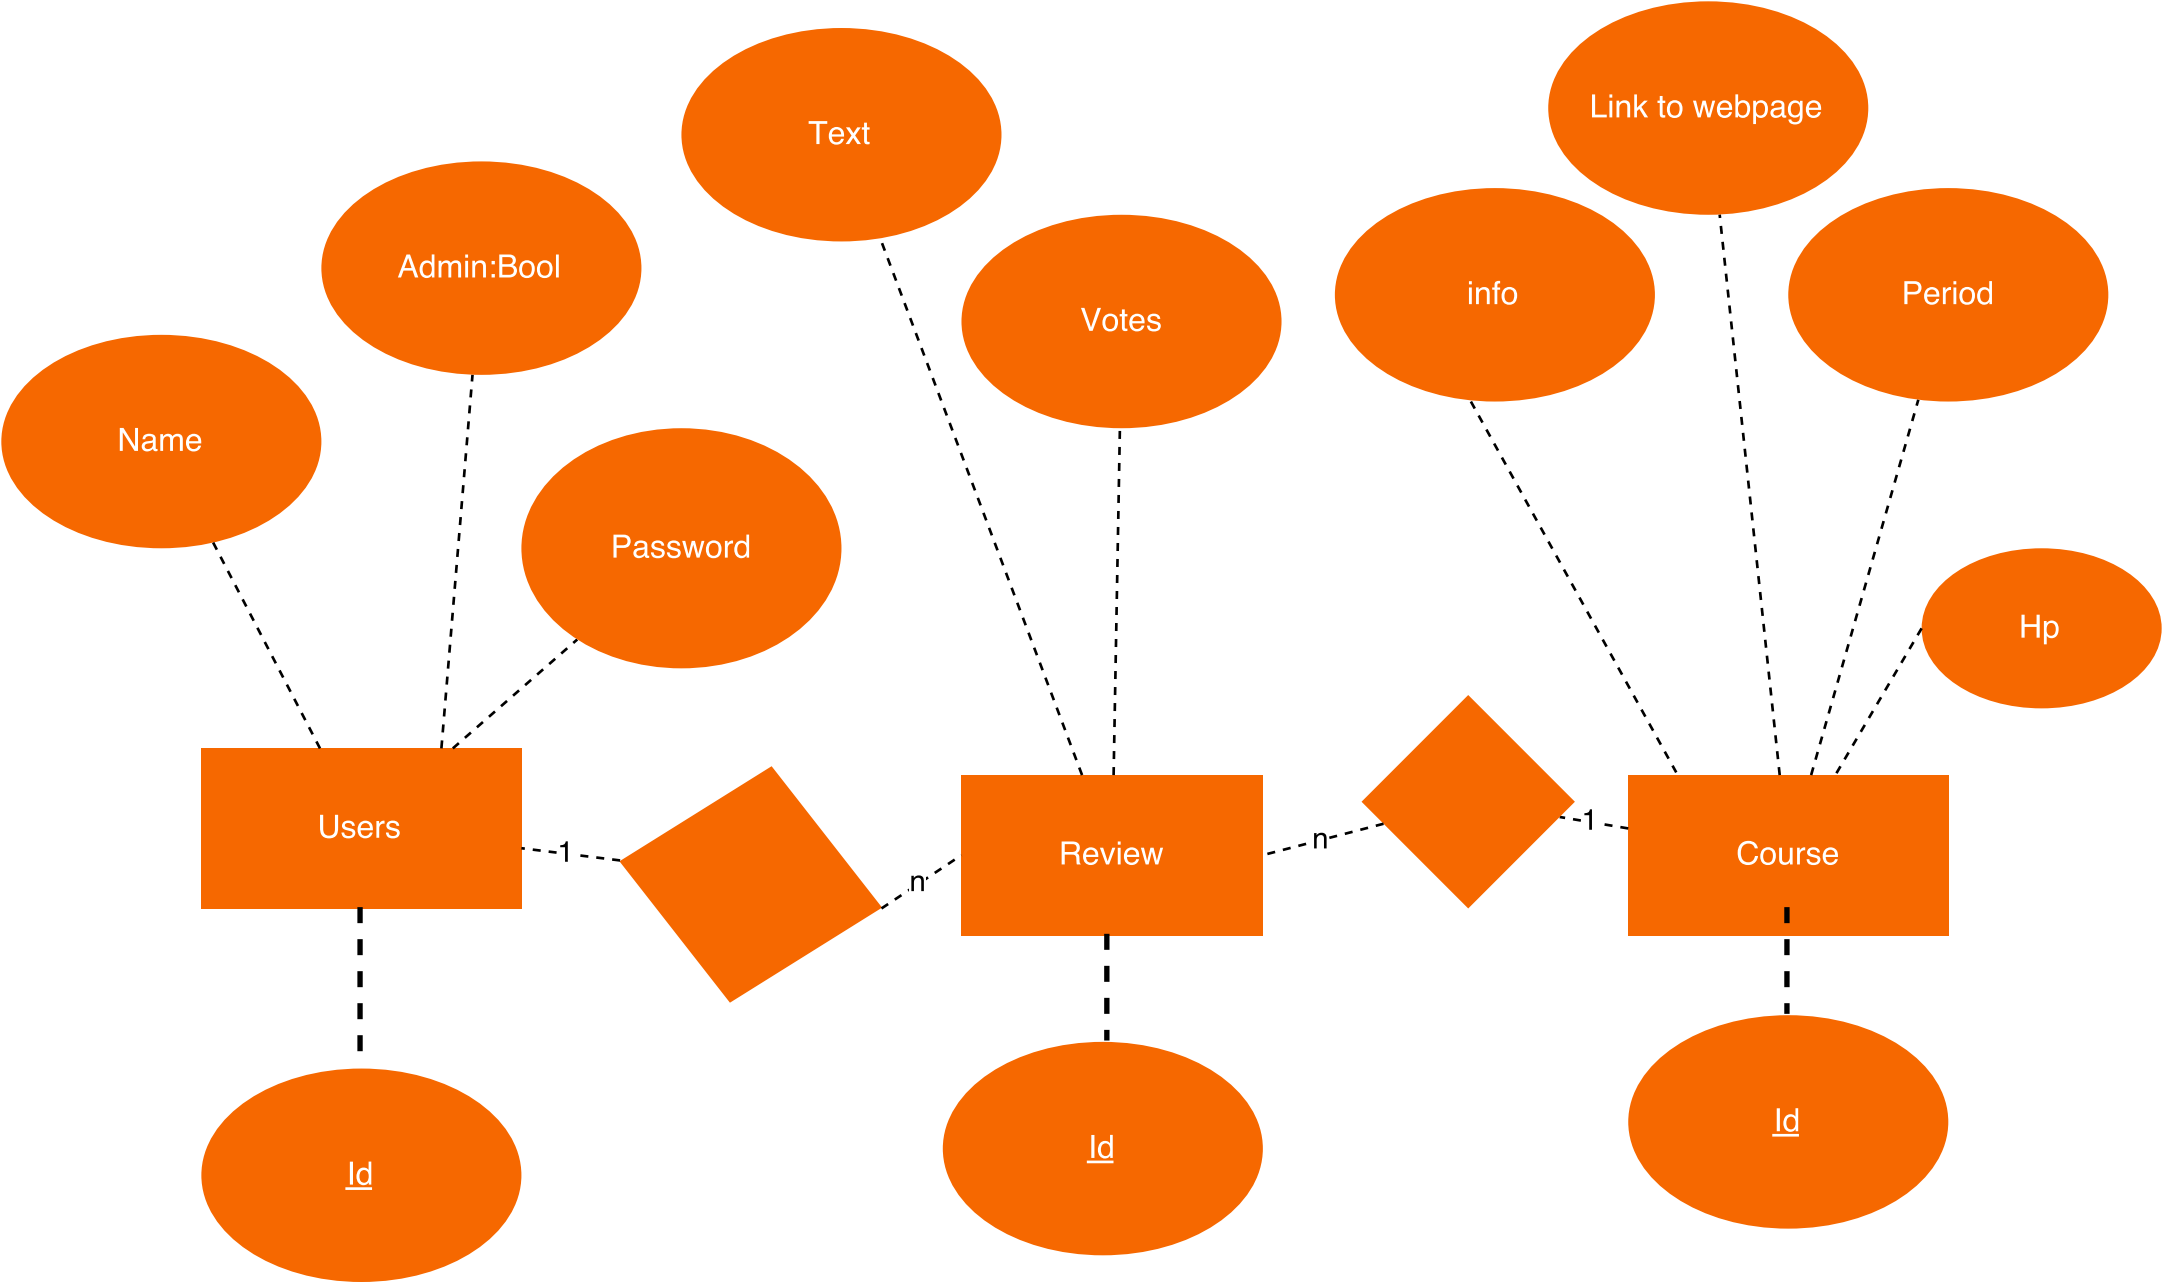 Link to webpage
Text
Admin:Bool
info
Period
Votes
Name
Password
Hp
Users
1
n
Review
n
1
Course
Id
Id
Id